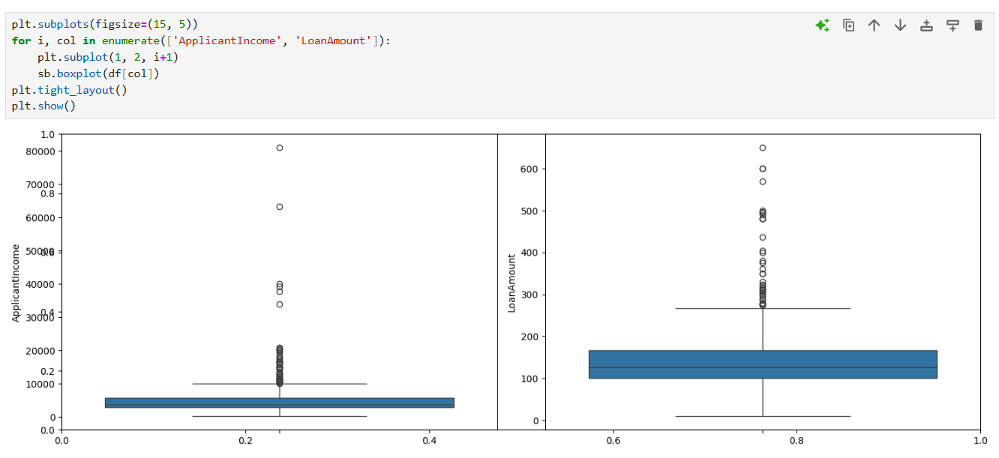 plt.subplots(figsize=(15, 5))
for i, col in enumerate(['ApplicantIncome', 'LoanAmount']):
    plt.subplot(1, 2, i+1)
    sb.boxplot(df[col])
plt.tight_layout()
plt.show()
1.0
80000
70000
0.8
60000
50000
0.6
40000
0.4
30000
20000
0.2
10000
0
0.0
ApplicantIncome
600
500
400
300
200
100
0
LoanAmount
0.0 0.2 0.4 0.6 0.8 1.0